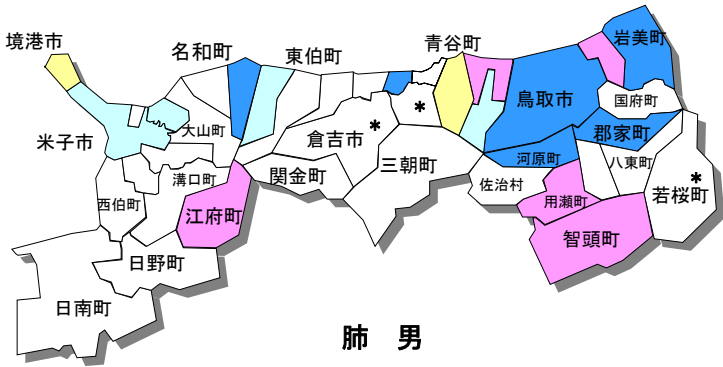 境港市
名和町
東伯町
青谷町
岩美町
米子市
大山町
倉吉市
*
*
鳥取市
国府町
郡家町
溝口町
関金町
三朝町
河原町
八東町
*
西伯町
江府町
佐治村
用瀬町
若桜町
日野町
智頭町
日南町
肺 男